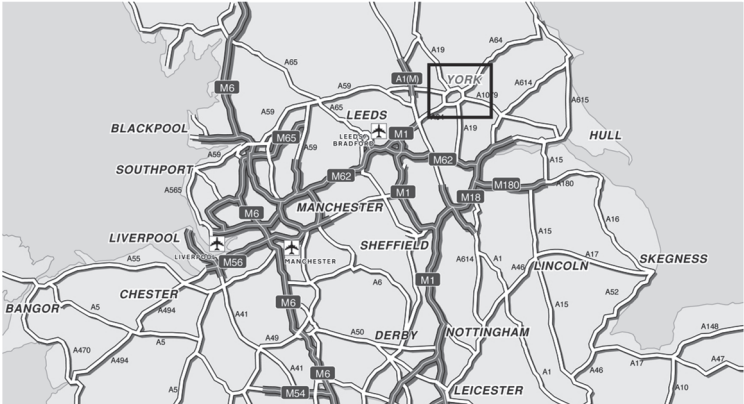 A64
A19
A65
A1(M)
YORK
M6
A59
A614
A1079
A615
A65
A59
LEEDS
BLACKPOOL
M65
LEEDS
BRADFORD
M1
A19
HULL
A59
A59
M62
A15
SOUTHPORT
M62
M180
A180
A565
M1
M18
MANCHESTER
M6
A16
LIVERPOOL
SHEFFIELD
A15
LIVERPOOL
M56
MANCHESTER
A614
A1
A46
LINCOLN
A17
SKEGNESS
A55
M1
A6
CHESTER
A52
BANGOR
A5
A494
A41
M6
A15
A50
DERBY
NOTTINGHAM
A148
A5
A49
A470
A494
A41
M6
A1
A46
A17
A47
A5
M54
LEICESTER
A10